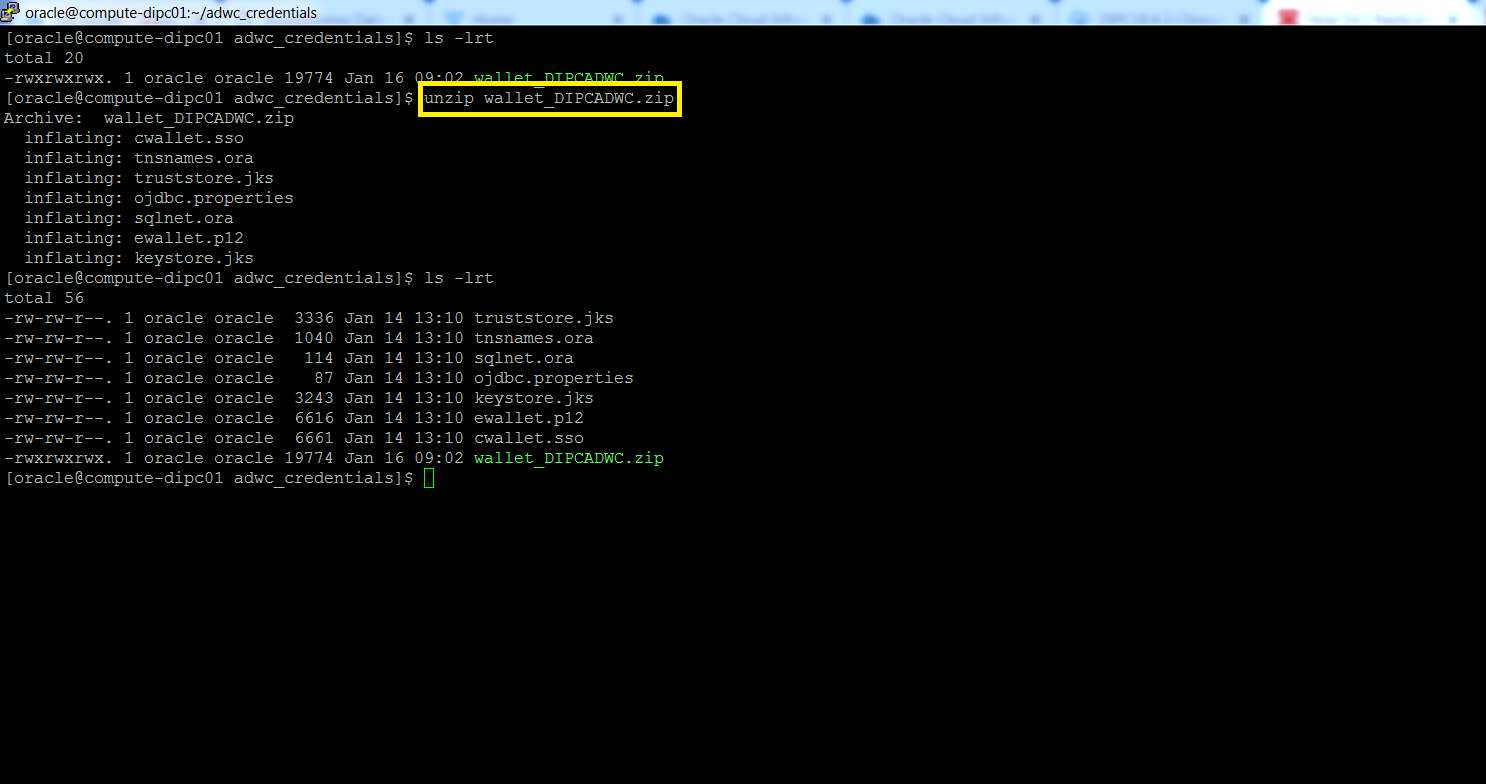 oracle@compute-dipc01:~/adwc_credentials
[oracle@compute-dipc01 adwc_credentials]$ ls -lrt
total 20
-rwxrwxrwx. 1 oracle oracle 19774 Jan 16 09:02 wallet_DIPCADWC.zip
[oracle@compute-dipc01 adwc_credentials]$ unzip wallet_DIPCADWC.zip
Archive:  wallet_DIPCADWC.zip
  inflating: cwallet.sso
  inflating: tnsnames.ora
  inflating: truststore.jks
  inflating: ojdbc.properties
  inflating: sqlnet.ora
  inflating: ewallet.p12
  inflating: keystore.jks
[oracle@compute-dipc01 adwc_credentials]$ ls -lrt
total 56
-rw-rw-r--. 1 oracle oracle  3336 Jan 14 13:10 truststore.jks
-rw-rw-r--. 1 oracle oracle  1040 Jan 14 13:10 tnsnames.ora
-rw-rw-r--. 1 oracle oracle   114 Jan 14 13:10 sqlnet.ora
-rw-rw-r--. 1 oracle oracle    87 Jan 14 13:10 ojdbc.properties
-rw-rw-r--. 1 oracle oracle  3243 Jan 14 13:10 keystore.jks
-rw-rw-r--. 1 oracle oracle  6616 Jan 14 13:10 ewallet.p12
-rw-rw-r--. 1 oracle oracle  6661 Jan 14 13:10 cwallet.sso
-rwxrwxrwx. 1 oracle oracle 19774 Jan 16 09:02 wallet_DIPCADWC.zip
[oracle@compute-dipc01 adwc_credentials]$